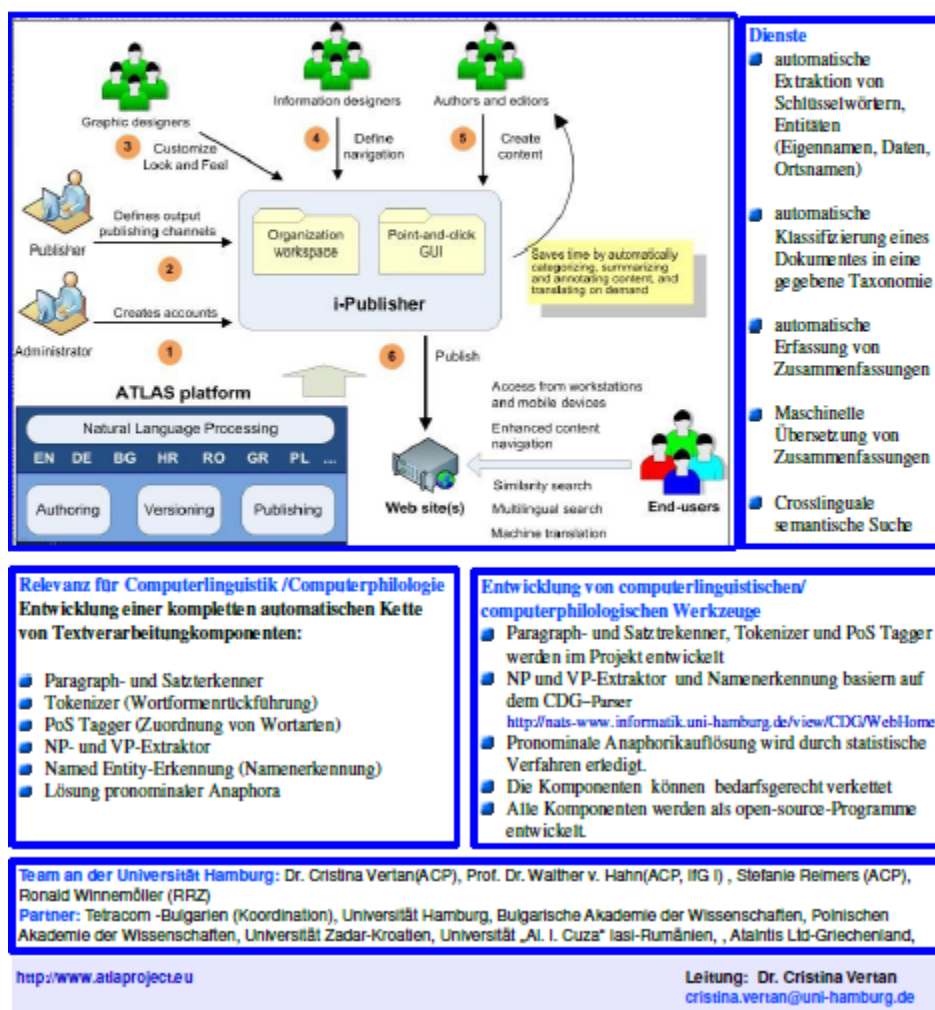 Graphic designers
Information designers
Authors and editors
3
Customize
Look and Feel
4
Define
navigation
5
Create
content
Publisher
Defines output
publishing channels
2
Organization
workspace
Point-and-click
GUI
i-Publisher
Saves time by automatically
categorizing, summarizing
and annotating content, and
translating on demand
Administrator
Creates accounts
1
6
Publish
ATLAS platform
Natural Language Processing
EN DE BG HR RO GR PL ...
Authoring
Versioning
Publishing
Web site(s)
Access from workstations
and mobile devices
Enhanced content
navigation
Similarity search
Multilingual search
Machine translation
End-users
Dienste
automatische
Extraktion von
Schlüsselwörtern,
Entitäten
(Eigennamen, Daten,
Ortsnamen)
automatische
Klassifizierung eines
Dokumentes in eine
gegebene Taxonomie
automatische
Erfassung von
Zusammenfassungen
Maschinelle
Übersetzung von
Zusammenfassungen
Crosslinguale
semantische Suche
Relevanz für Computerlinguistik /Computerphilologie
Entwicklung einer kompletten automatischen Kette
von Textverarbeitungkomponenten:
Paragraph- und Satzterkenner
Tokenizer (Wortformenrückführung)
PoS Tagger (Zuordnung von Wortarten)
NP- und VP-Extraktor
Named Entity-Erkennung (Namenerkennung)
Lösung pronominaler Anaphora
Entwicklung von computerlinguistischen/
computerphilologischen Werkzeuge
Paragraph- und Satztrekenner, Tokenizer und PoS Tagger
werden im Projekt entwickelt
NP und VP-Extraktor und Namenerkennung basiern auf
dem CDG–Parser
http://nats-www.informatik.uni-hamburg.de/view/CDG/WebHome
Pronominale Anaphorikauflösung wird durch statistische
Verfahren erledigt.
Die Komponenten können bedarfsgerecht verkettet
Alle Komponenten werden als open-source-Programme
entwickelt.
Team an der Universität Hamburg: Dr. Cristina Vertan(ACP), Prof. Dr. Walther v. Hahn(ACP, IfG I) , Stefanie Reimers (ACP),
Ronald Winnemöller (RRZ)
Partner: Tetracom -Bulgarien (Koordination), Universität Hamburg, Bulgarische Akademie der Wissenschaften, Polnischen
Akademie der Wissenschaften, Universität Zadar-Kroatien, Universität „Al. I. Cuza" Iasi-Rumänien, , Atalntis Ltd-Griechenland,
http://www.atlaproject.eu
Leitung: Dr. Cristina Vertan
cristina.vertan@uni-hamburg.de